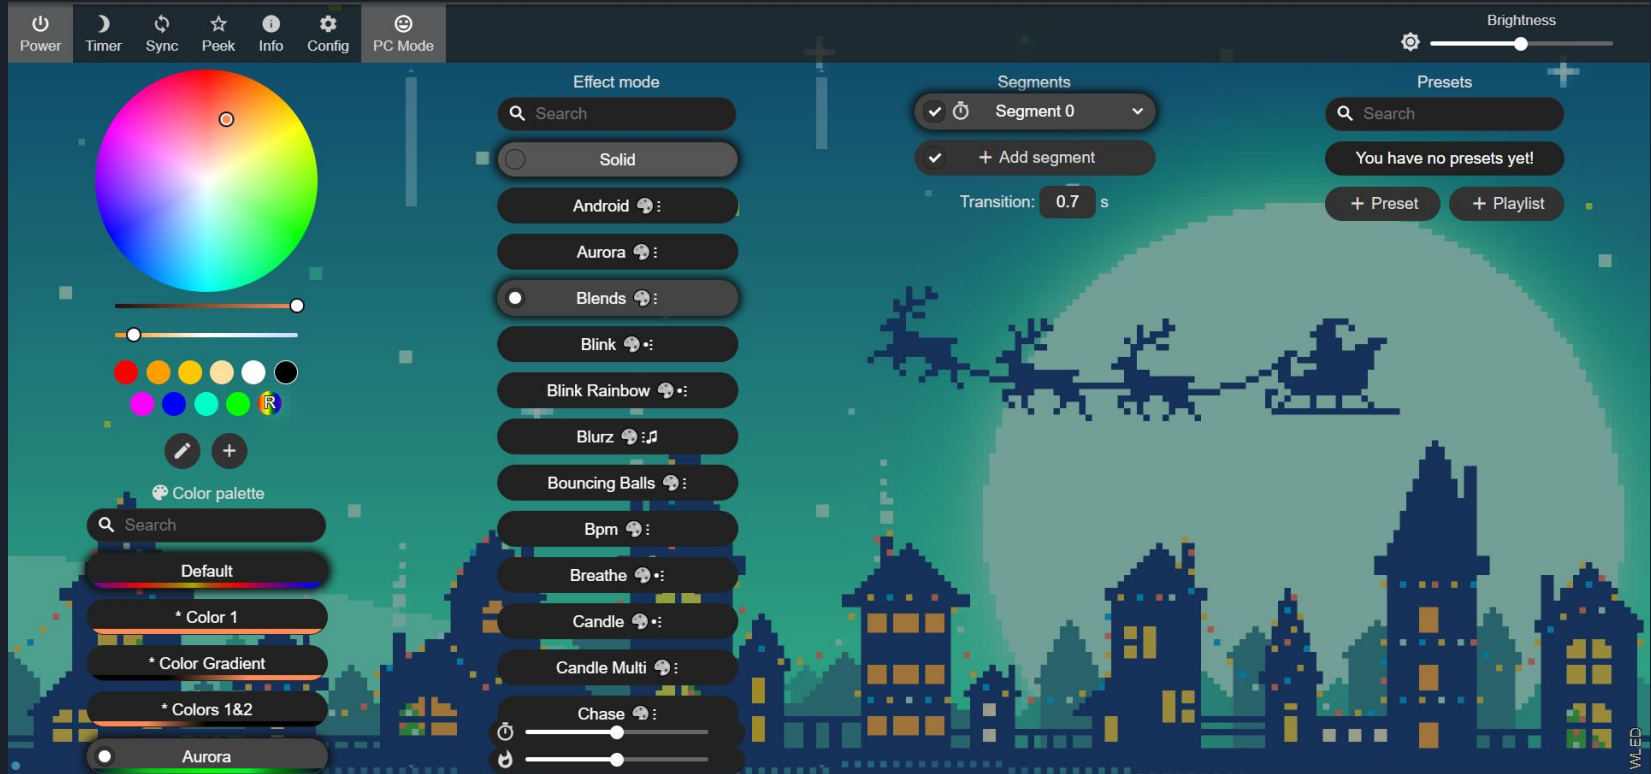 Power
Timer
Sync
Peek
Info
Config
PC Mode
Brightness
R
Color palette
Search
Default
* Color 1
* Color Gradient
* Colors 1&2
Aurora
Effect mode
Search
Solid
Android
Aurora
Blends
Blink
Blink Rainbow
Blurz
Bouncing Balls
Bpm
Breathe
Candle
Candle Multi
Chase
Segments
Segment 0
+ Add segment
Transition: 0.7 s
Presets
Search
You have no presets yet!
+ Preset
+ Playlist
WLED